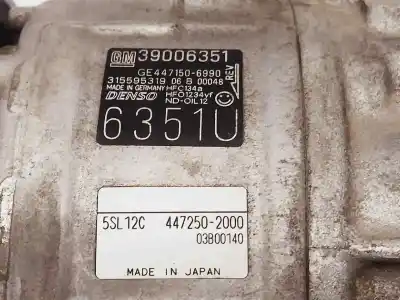 GM 39006351
GE447150-6990
315595319 06 B 00048
MADE IN GERMANY HFC134a
DENSO HFO1234yf
ND-OIL12
REV A
6351U
5SL12C 447250-2000
03B00140
MADE IN JAPAN